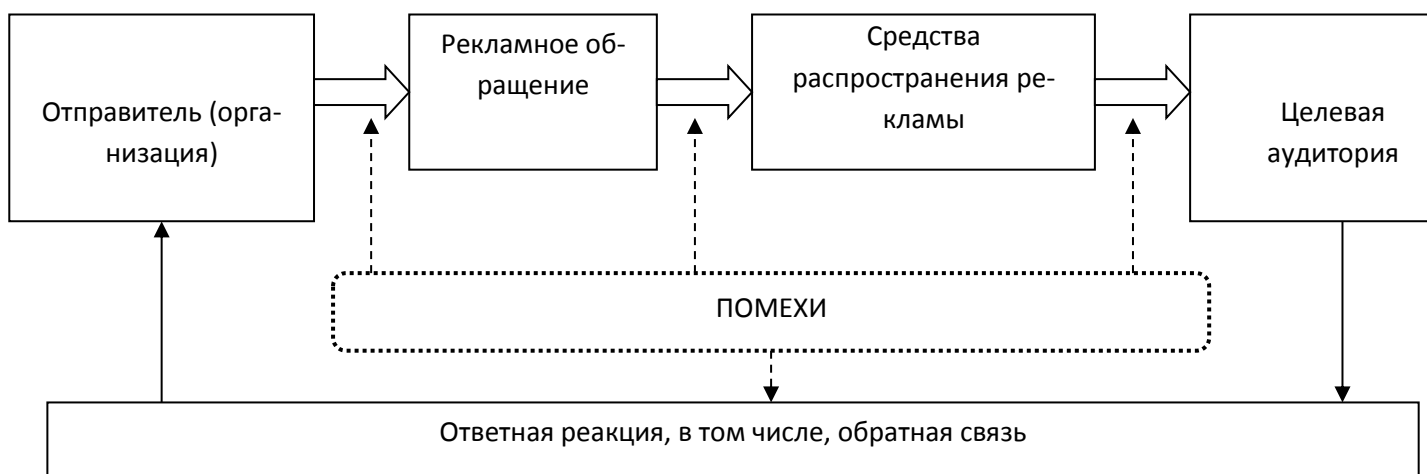 Отправитель (орга-
низация)
Рекламное об-
ращение
Средства
распространения ре-
кламы
Целевая
аудитория
ПОМЕХИ
Ответная реакция, в том числе, обратная связь